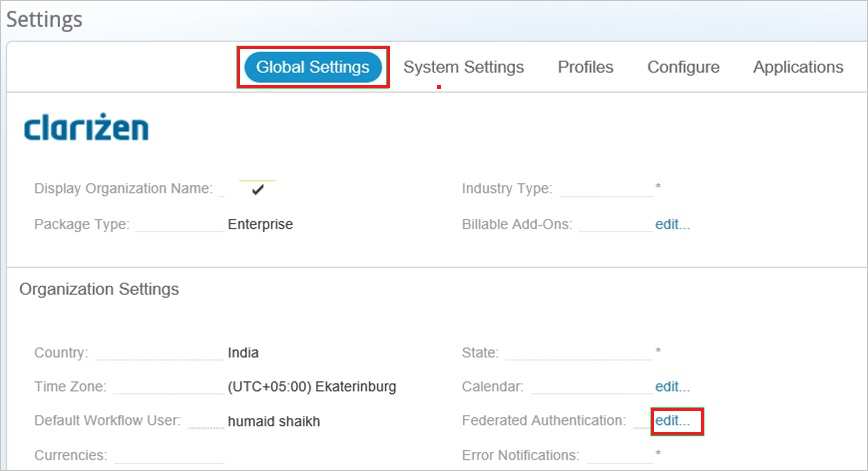 Settings
Global Settings System Settings Profiles Configure Applications
clarizen
Display Organization Name: Industry Type: *
Package Type: Enterprise Billable Add-Ons: edit...
Organization Settings
Country: India State: *
Time Zone: (UTC+05:00) Ekaterinburg Calendar: edit...
Default Workflow User: humaid shaikh Federated Authentication: edit...
Currencies: Error Notifications: *